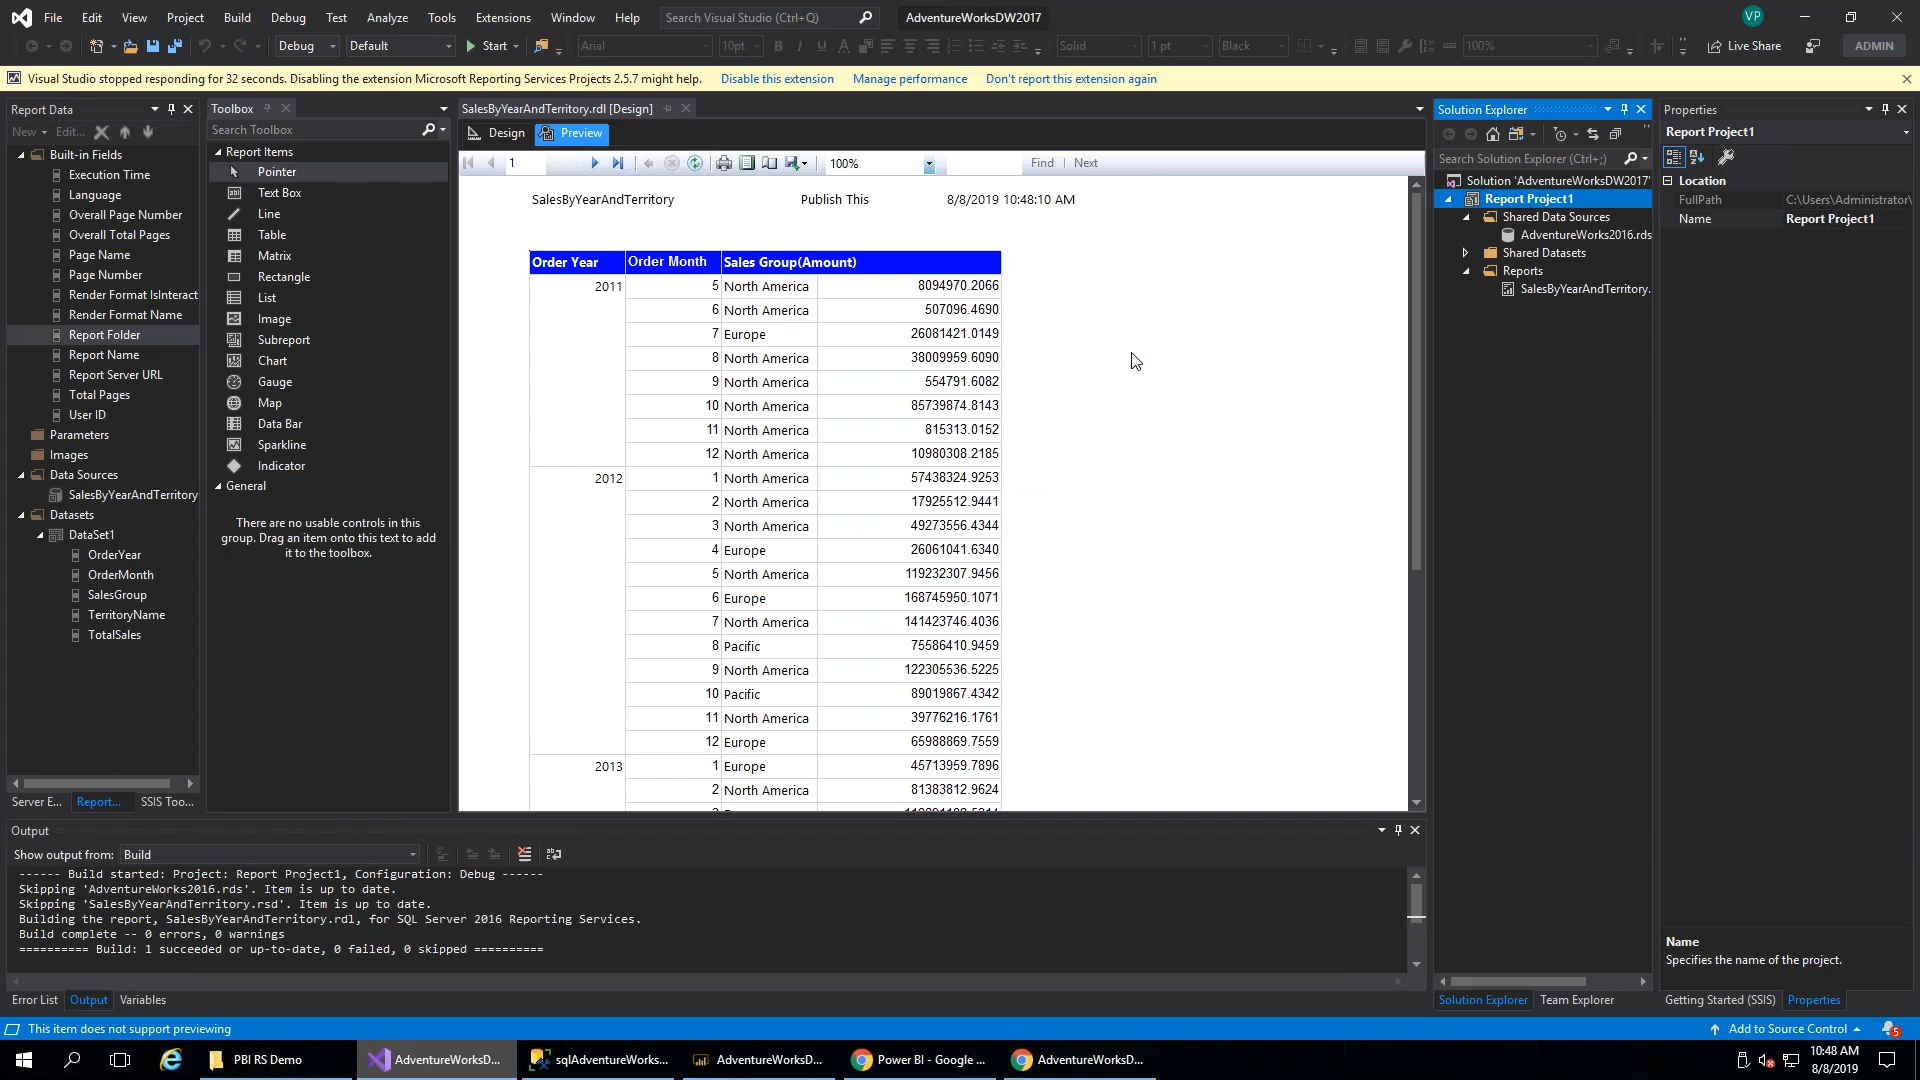 File Edit View Project Build Debug Test Analyze Tools Extensions Window Help Search Visual Studio (Ctrl+Q) AdventureWorksDW2017 VP
Debug Default Start Arial 10pt B I U A Solid 1 pt Black 100% Live Share ADMIN
Visual Studio stopped responding for 32 seconds. Disabling the extension Microsoft Reporting Services Projects 2.5.7 might help. Disable this extension Manage performance Don't report this extension again
Report Data
New Edit...
Built-in Fields
Execution Time
Language
Overall Page Number
Overall Total Pages
Page Name
Page Number
Render Format IsInteract
Render Format Name
Report Folder
Report Name
Report Server URL
Total Pages
User ID
Parameters
Images
Data Sources
SalesByYearAndTerritory
Datasets
DataSet1
OrderYear
OrderMonth
SalesGroup
TerritoryName
TotalSales
Server E... Report... SSIS Too...
Toolbox
Search Toolbox
Report Items
Pointer
Text Box
Line
Table
Matrix
Rectangle
List
Image
Subreport
Chart
Gauge
Map
Data Bar
Sparkline
Indicator
General
There are no usable controls in this
group. Drag an item onto this text to add
it to the toolbox.
SalesByYearAndTerritory.rdl [Design]
Design Preview
1 100% Find | Next
SalesByYearAndTerritory Publish This 8/8/2019 10:48:10 AM
Order Year Order Month Sales Group(Amount)
2011 5 North America 8094970.2066
6 North America 507096.4690
7 Europe 26081421.0149
8 North America 38009959.6090
9 North America 554791.6082
10 North America 85739874.8143
11 North America 815313.0152
12 North America 10980308.2185
2012 1 North America 57438324.9253
2 North America 17925512.9441
3 North America 49273556.4344
4 Europe 26061041.6340
5 North America 119232307.9456
6 Europe 168745950.1071
7 North America 141423746.4036
8 Pacific 75586410.9459
9 North America 122305536.5225
10 Pacific 89019867.4342
11 North America 39776216.1761
12 Europe 65988869.7559
2013 1 Europe 45713959.7896
2 North America 81383812.9624
Solution Explorer
Search Solution Explorer (Ctrl+;)
Solution 'AdventureWorksDW2017'
Report Project1
Shared Data Sources
AdventureWorks2016.rds
Shared Datasets
Reports
SalesByYearAndTerritory.
Solution Explorer Team Explorer
Properties
Report Project1
Location
FullPath C:\Users\Administrator\
Name Report Project1
Name
Specifies the name of the project.
Getting Started (SSIS) Properties
Output
Show output from: Build
------ Build started: Project: Report Project1, Configuration: Debug ------
Skipping 'AdventureWorks2016.rds'. Item is up to date.
Skipping 'SalesByYearAndTerritory.rsd'. Item is up to date.
Building the report, SalesByYearAndTerritory.rdl, for SQL Server 2016 Reporting Services.
Build complete -- 0 errors, 0 warnings
========== Build: 1 succeeded or up-to-date, 0 failed, 0 skipped ==========
Error List Output Variables
This item does not support previewing Add to Source Control 5
PBI RS Demo AdventureWorksD... sqlAdventureWorks... AdventureWorksD... Power BI - Google ... AdventureWorksD... 10:48 AM
8/8/2019